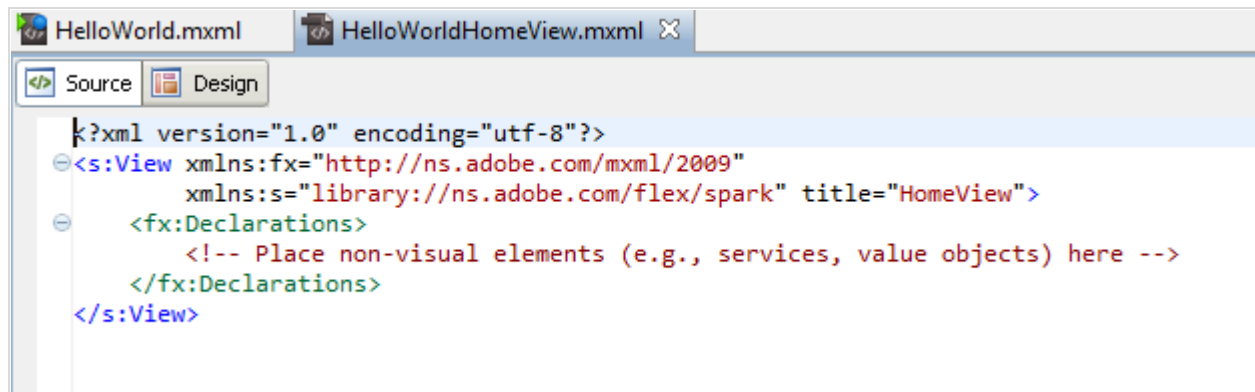 HelloWorld.mxml HelloWorldHomeView.mxml
Source Design
<?xml version="1.0" encoding="utf-8"?>
<s:View xmlns:fx="http://ns.adobe.com/mxml/2009"
xmlns:s="library://ns.adobe.com/flex/spark" title="HomeView">
<fx:Declarations>
<!-- Place non-visual elements (e.g., services, value objects) here -->
</fx:Declarations>
</s:View>